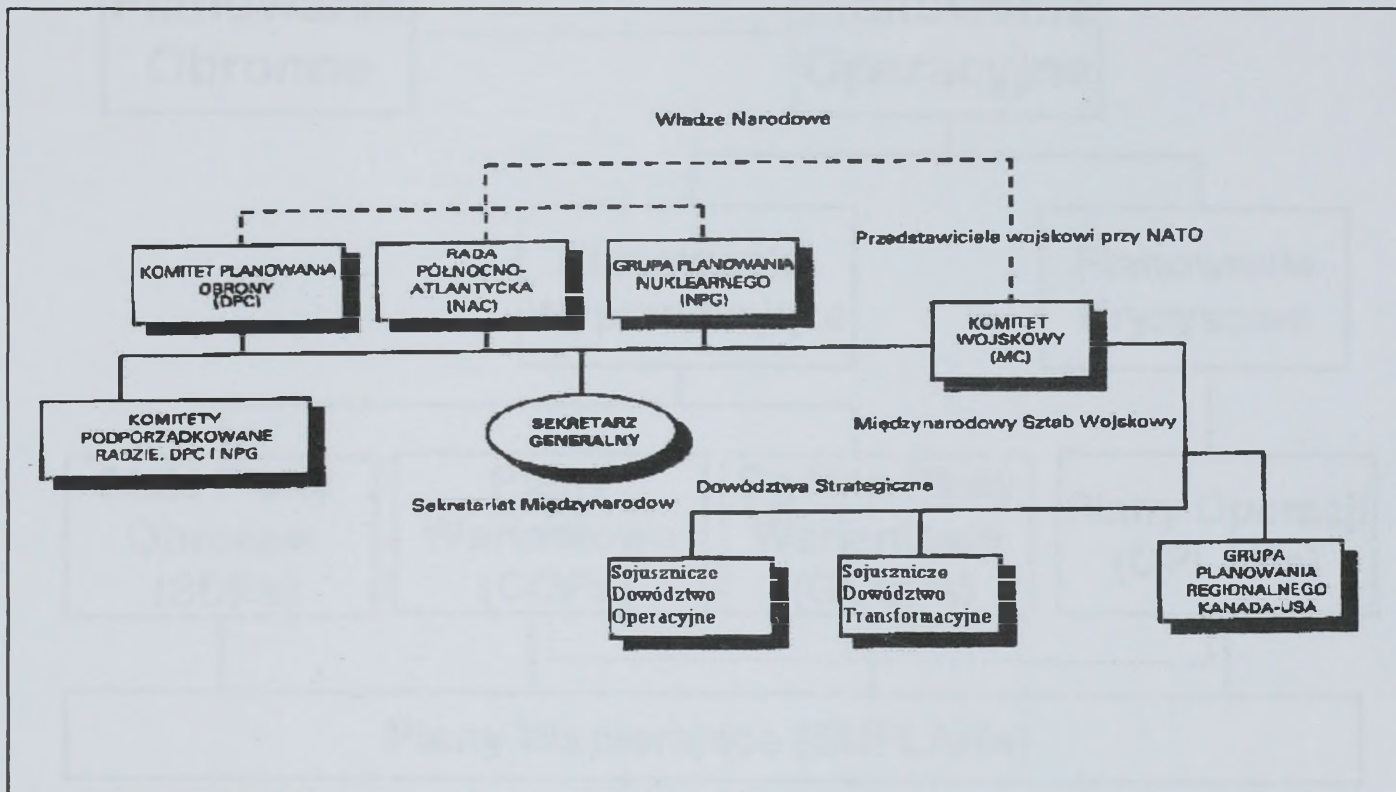 Władze Narodowe
Przedstawiciele wojskowi przy NATO
KOMITET PLANOWANIA
OBRONY
(DPC)
RADA
PÓŁNOCNO-
ATLANTYCKA
(NAC)
GRUPA PLANOWANIA
NUKLEARNEGO
(NPG)
KOMITET
WOJSKOWY
(MC)
KOMITETY
PODPORZĄDKOWANE
RADZIE. DPC I NPG
SEKRETARZ
GENERALNY
Międzynarodowy Sztab Wojskowy
Sekretariat Międzynarodow
Dowództwa Strategiczne
Sojusznicze
Dowództwo
Operacyjne
Sojusznicze
Dowództwo
Transformacyjne
GRUPA
PLANOWANIA
REGIONALNEGO
KANADA-USA
Obronne
Operacyjne